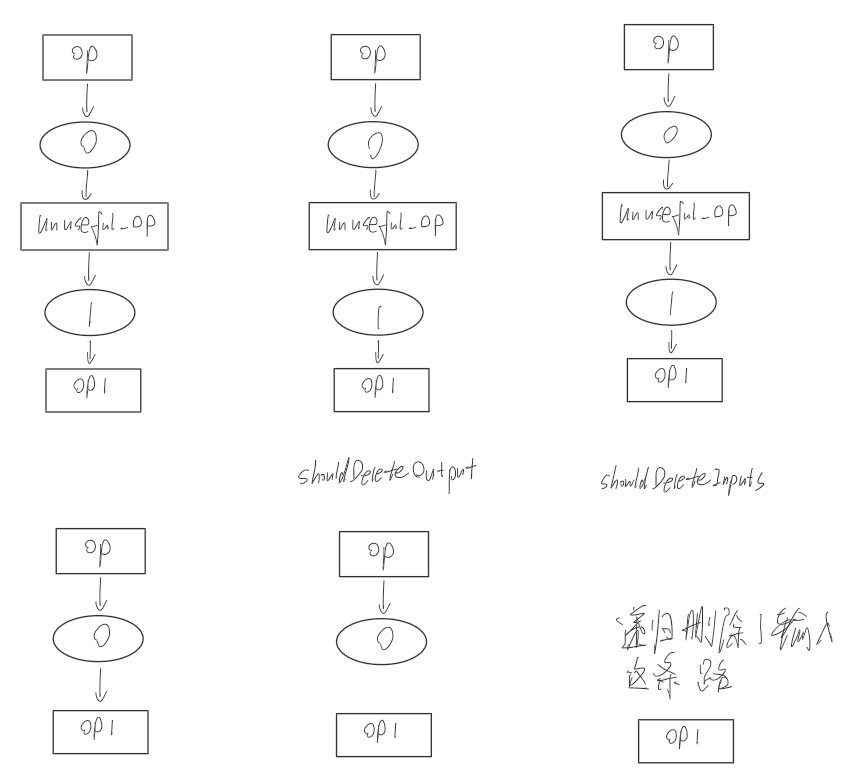 op op op
0 0 0
unuseful_op unuseful_op unuseful_op
1 1 1
op1 op1 op1
shouldDeleteOutput shouldDeleteInputs
op op
0 0
递归删除1输入
这条路
op1 op1 op1